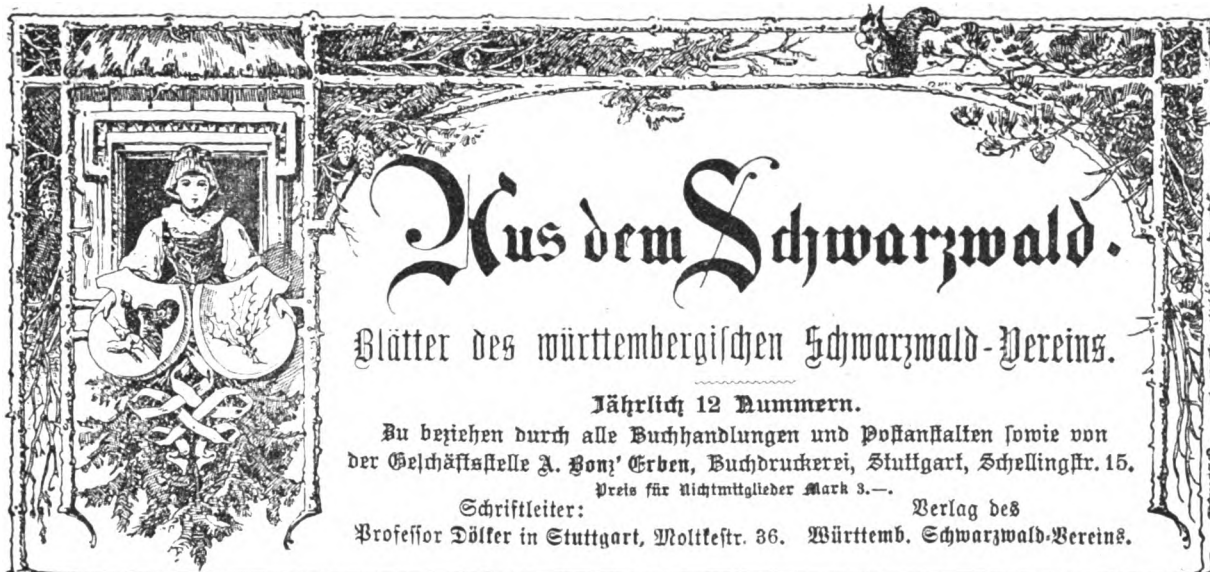 Aus dem Schwarzwald.
Blätter des württembergischen Schwarzwald-Vereins.
Jährlich 12 Nummern.
Zu beziehen durch alle Buchhandlungen und Postanstalten sowie von
der Geschäftsstelle A. Bonz' Erben, Buchdruckerei, Stuttgart, Schellingstr. 15.
Preis für Nichtmitglieder Mark 3.—.
Schriftleiter:
Professor Dölker in Stuttgart, Moltkestr. 36.
Verlag des
Württemb. Schwarzwald-Vereins.